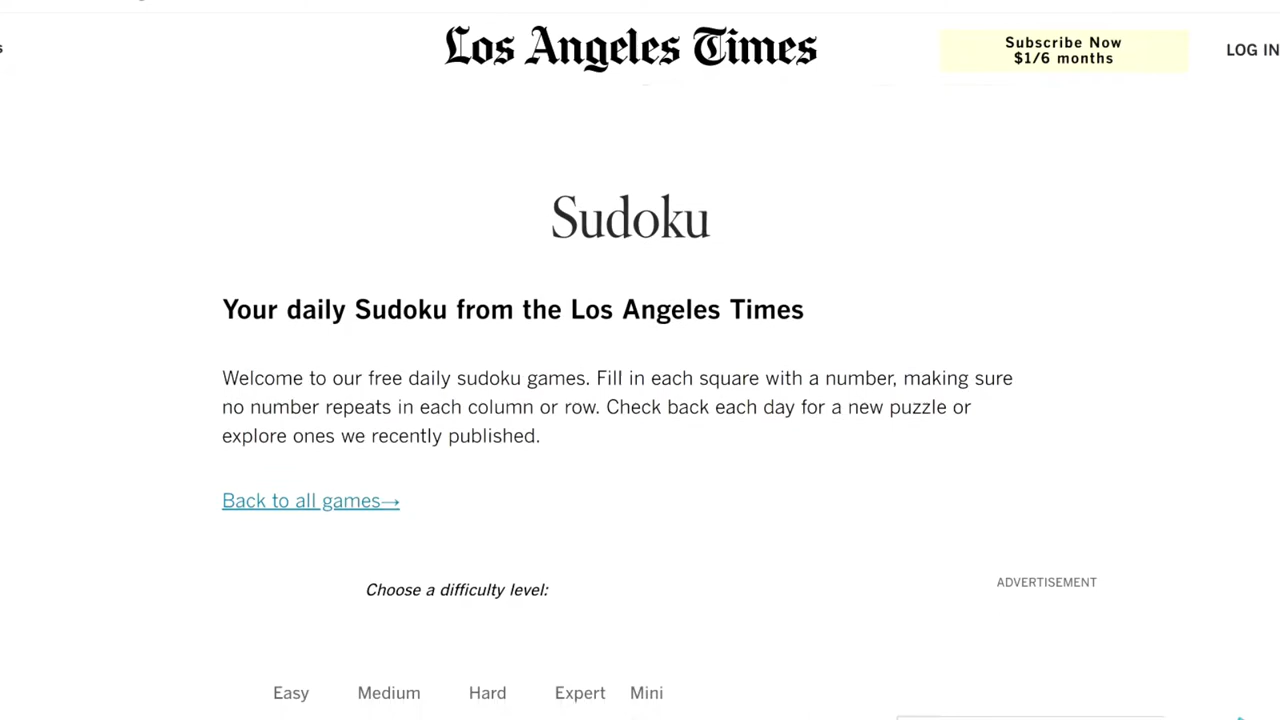 Los Angeles Times
Subscribe Now
$1/6 months
LOG IN
Sudoku
Your daily Sudoku from the Los Angeles Times
Welcome to our free daily sudoku games. Fill in each square with a number, making sure
no number repeats in each column or row. Check back each day for a new puzzle or
explore ones we recently published.
Back to all games→
Choose a difficulty level:
ADVERTISEMENT
Easy Medium Hard Expert Mini